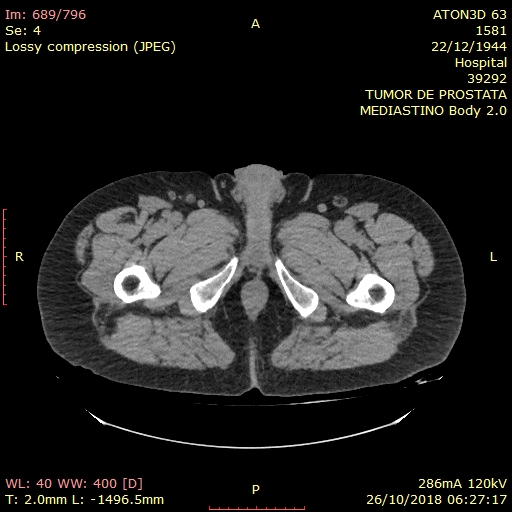 Im: 689/796
Se: 4
Lossy compression (JPEG)
A
ATON3D 63
1581
22/12/1944
Hospital
39292
TUMOR DE PROSTATA
MEDIASTINO Body 2.0
R
L
WL: 40 WW: 400 [D]
T: 2.0mm L: -1496.5mm
P
286mA 120kV
26/10/2018 06:27:17